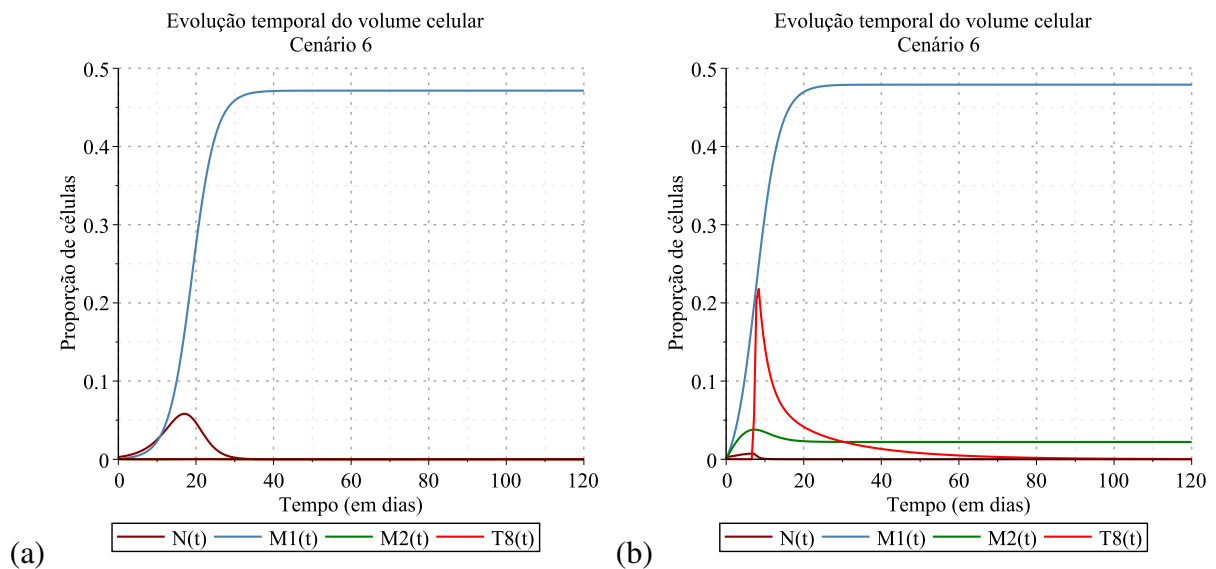 Evolução temporal do volume celular
Cenário 6
0.5
0.4
0.3
0.2
0.1
0
Proporção de células
0 20 40 60 80 100 120
Tempo (em dias)
N(t) M1(t) M2(t) T8(t)
(a)
Evolução temporal do volume celular
Cenário 6
0.5
0.4
0.3
0.2
0.1
0
Proporção de células
0 20 40 60 80 100 120
Tempo (em dias)
N(t) M1(t) M2(t) T8(t)
(b)